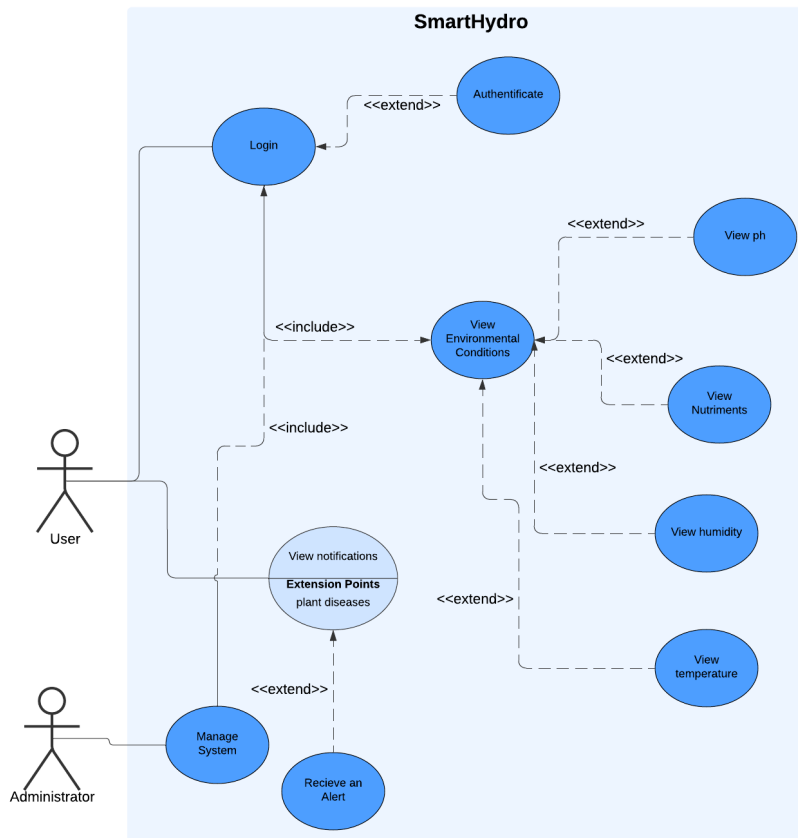 SmartHydro
Authentificate
<<extend>>
Login
<<extend>>
View ph
<<include>>
View
Environmental
Conditions
<<extend>>
View
Nutriments
<<include>>
<<extend>>
User
View humidity
View notifications
Extension Points
plant diseases
<<extend>>
View
temperature
<<extend>>
Manage
System
Recieve an
Alert
Administrator